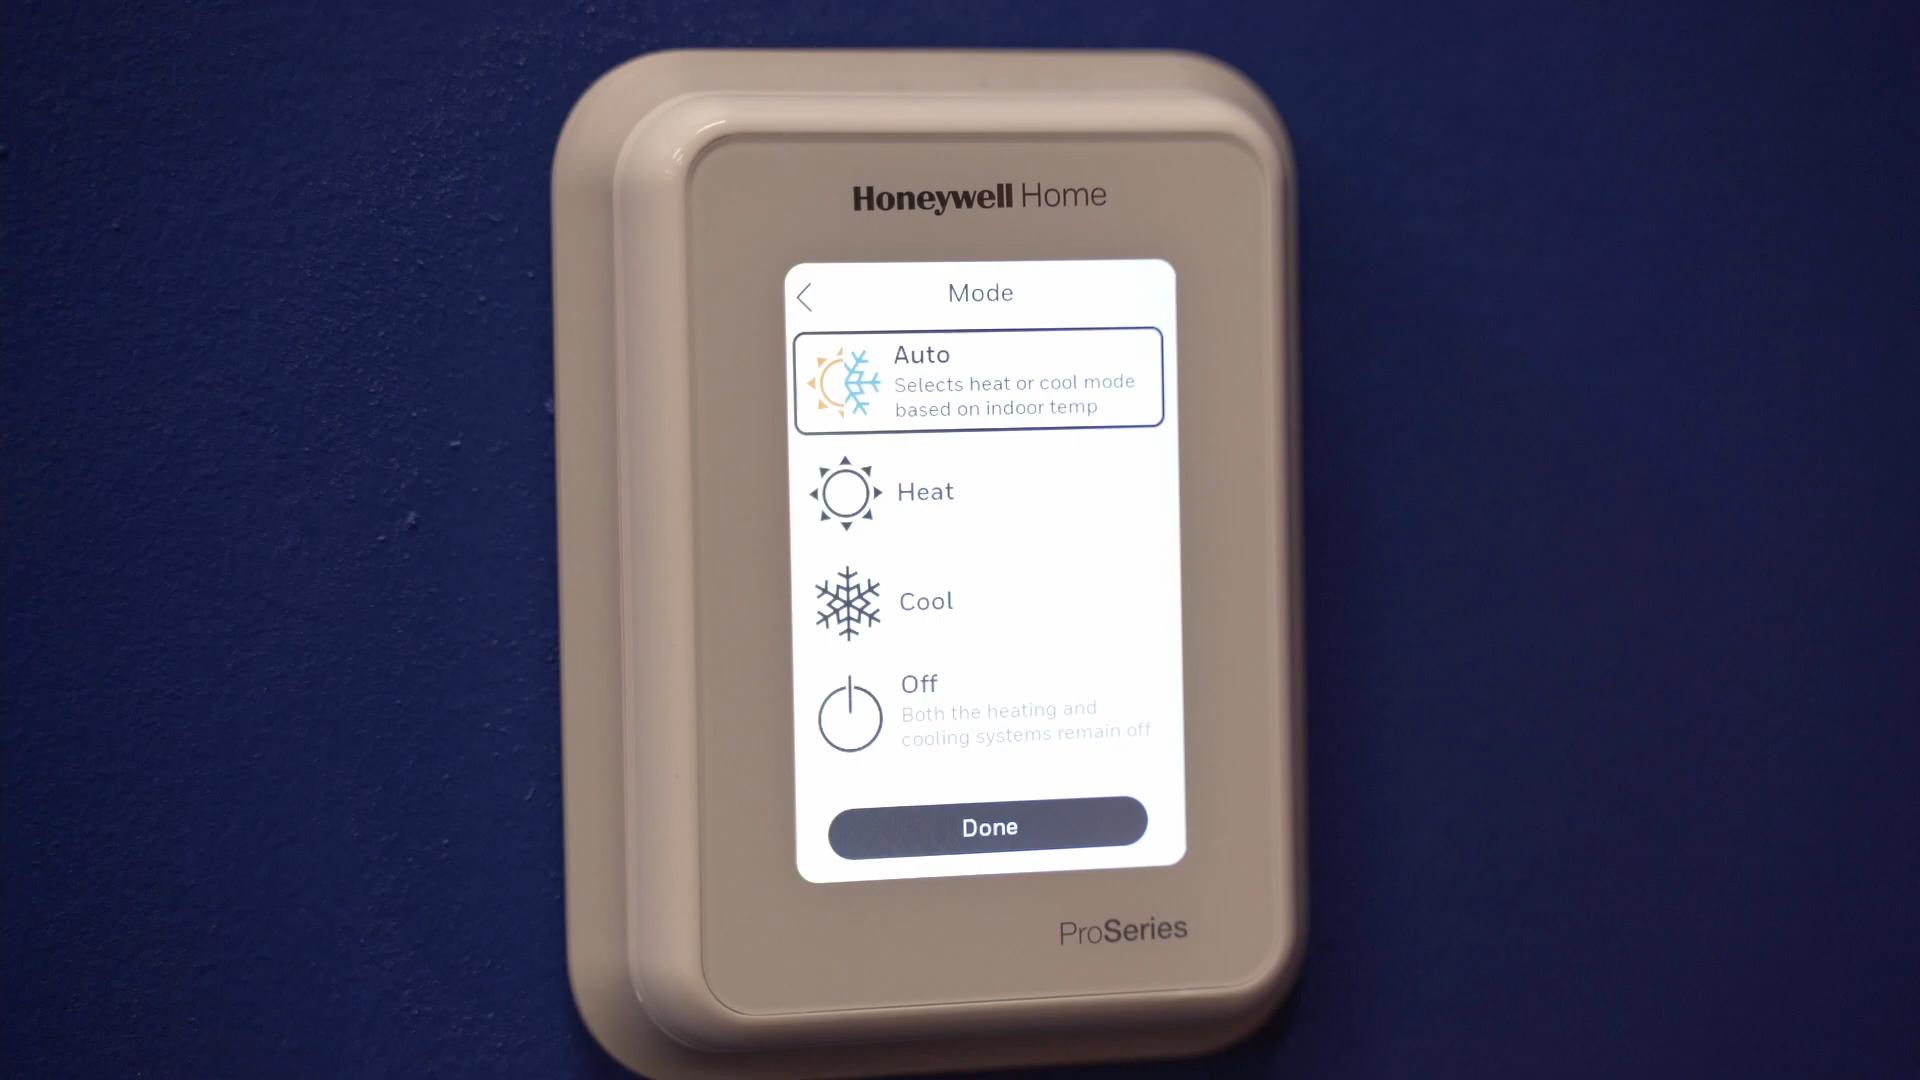 Honeywell Home
Mode
Auto
Selects heat or cool mode
based on indoor temp
Heat
Cool
Off
Both the heating and
cooling systems remain off
Done
ProSeries